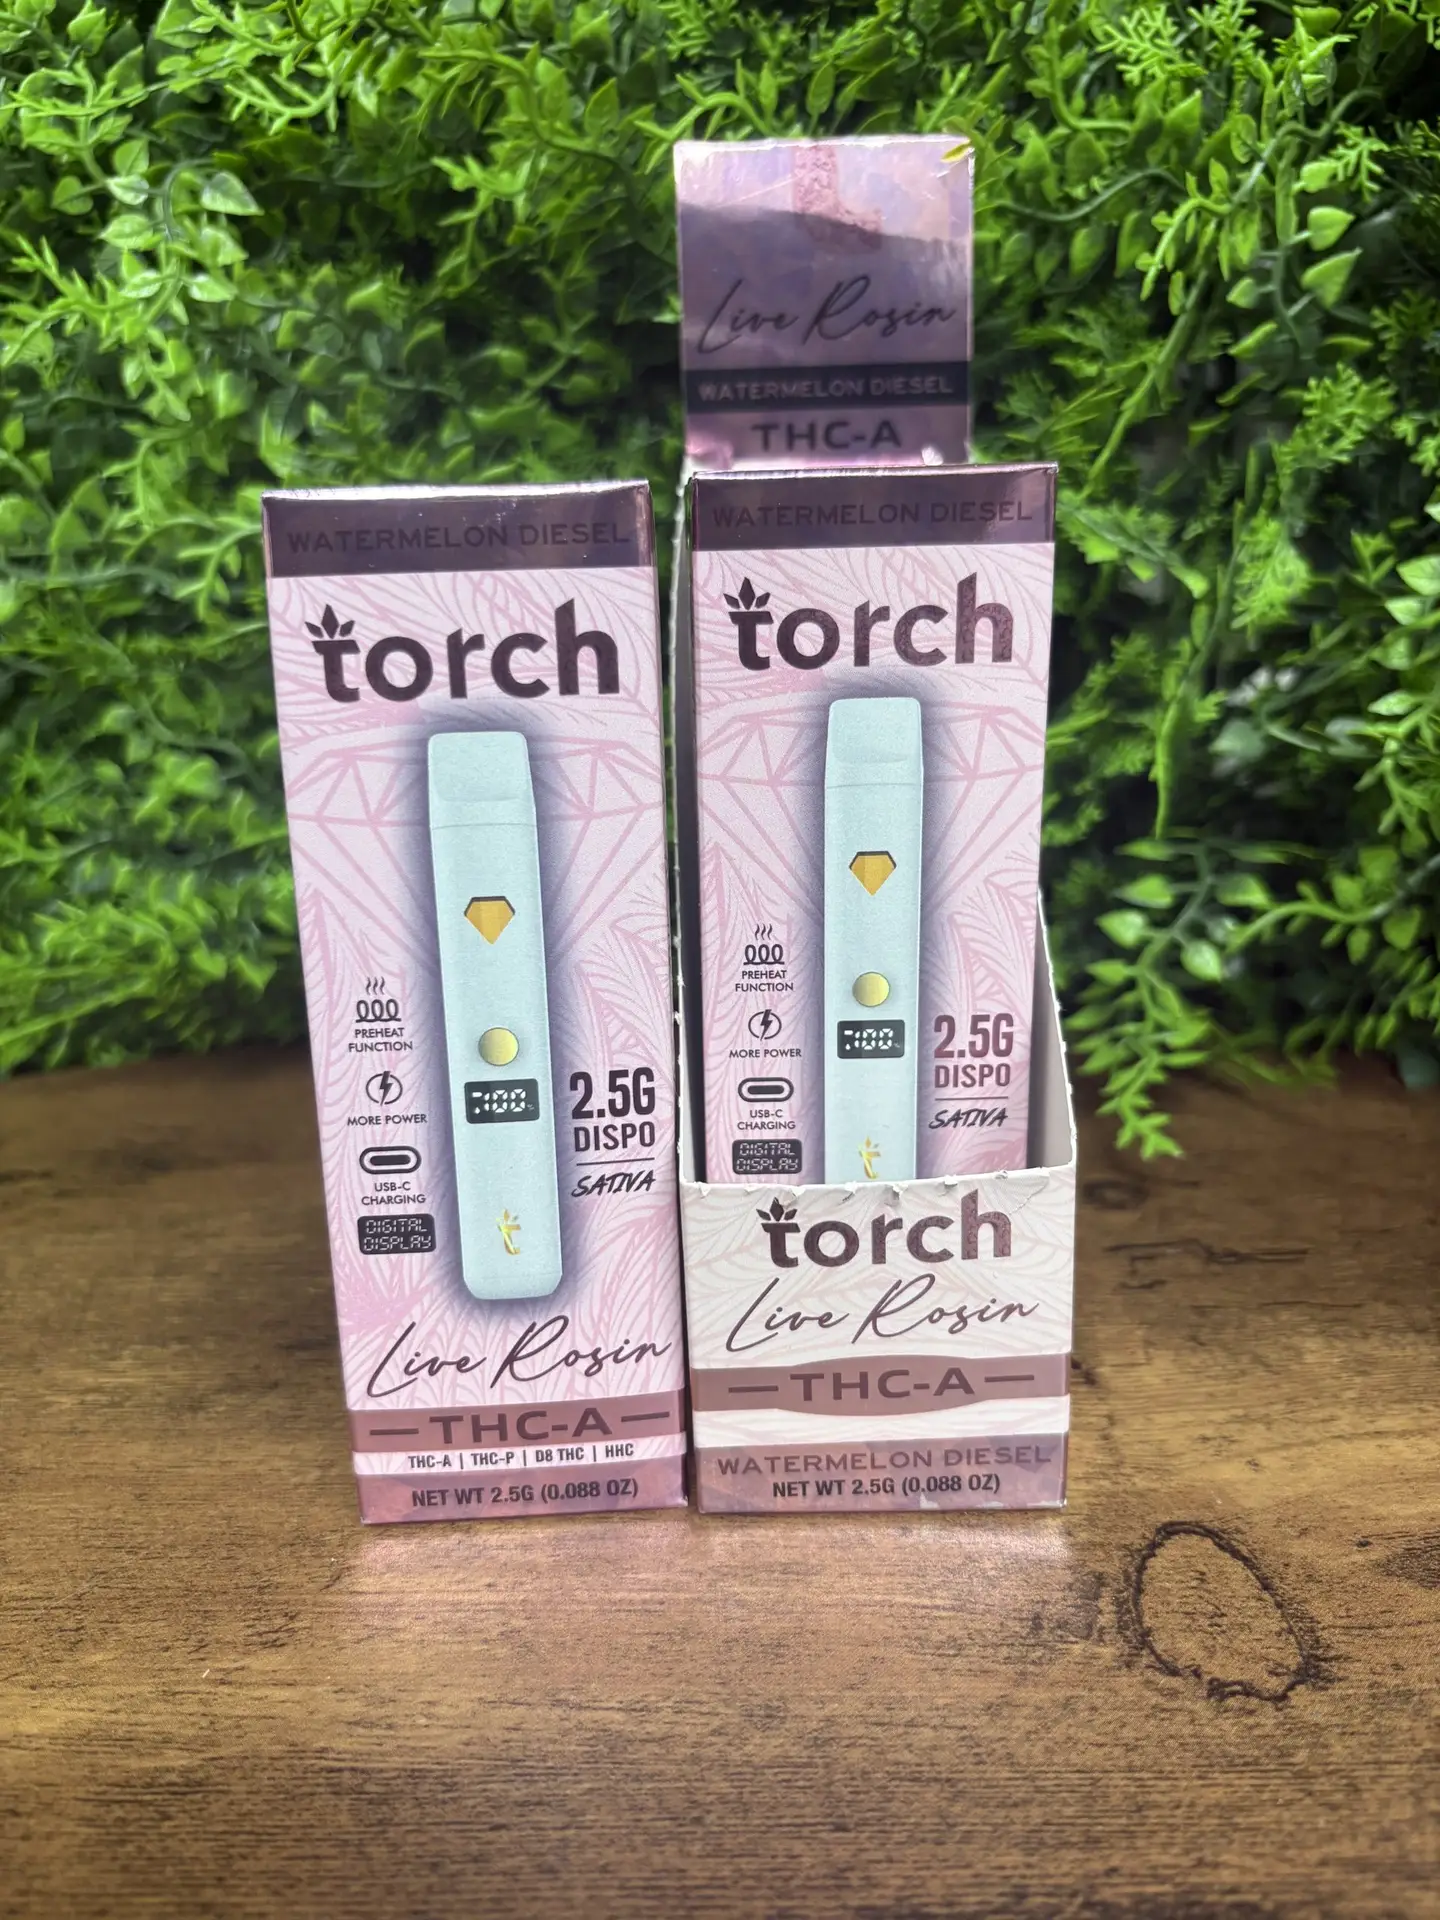 Live Rosin
WATERMELON DIESEL
THC-A
WATERMELON DIESEL
torch
PREHEAT
FUNCTION
MORE POWER
USB-C
CHARGING
DIGITAL
DISPLAY
:100%
2.5G
DISPO
SATIVA
t
Live Rosin
THC-A
THC-A | THC-P | D8 THC | HHC
NET WT 2.5G (0.088 OZ)
WATERMELON DIESEL
torch
PREHEAT
FUNCTION
MORE POWER
USB-C
CHARGING
DIGITAL
DISPLAY
:100%
2.5G
DISPO
SATIVA
t
torch
Live Rosin
THC-A
WATERMELON DIESEL
NET WT 2.5G (0.088 OZ)